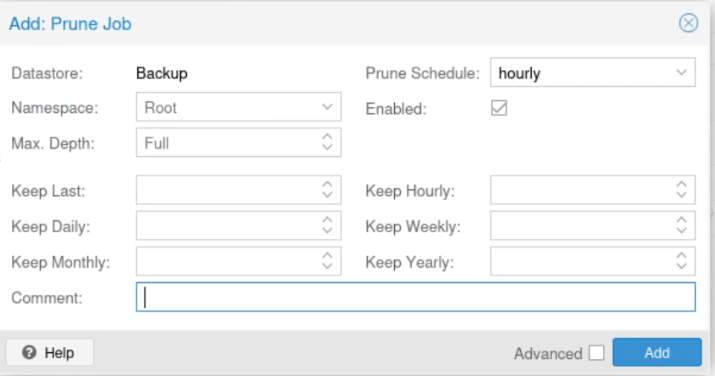 Add: Prune Job
Datastore: Backup Prune Schedule: hourly
Namespace: Root Enabled:
Max. Depth: Full
Keep Last: Keep Hourly:
Keep Daily: Keep Weekly:
Keep Monthly: Keep Yearly:
Comment:
Help Advanced Add